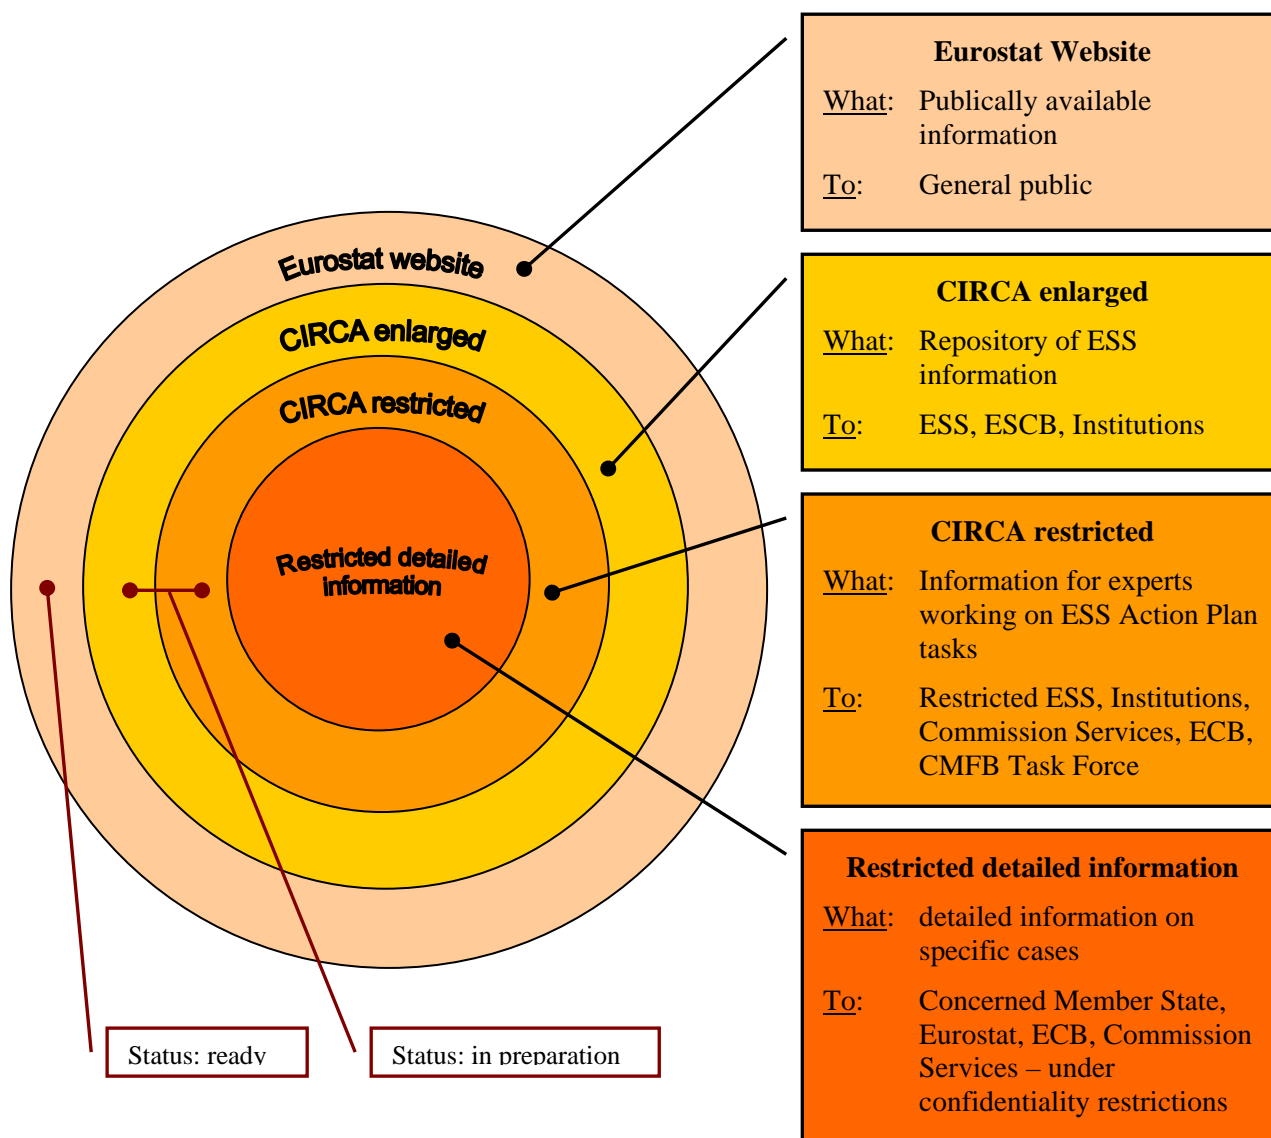 Eurostat website
CIRCA enlarged
CIRCA restricted
Restricted detailed
information
Status: ready
Status: in preparation
Eurostat Website
What: Publically available
information
To: General public
CIRCA enlarged
What: Repository of ESS
information
To: ESS, ESCB, Institutions
CIRCA restricted
What: Information for experts
working on ESS Action Plan
tasks
To: Restricted ESS, Institutions,
Commission Services, ECB,
CMFB Task Force
Restricted detailed information
What: detailed information on
specific cases
To: Concerned Member State,
Eurostat, ECB, Commission
Services – under
confidentiality restrictions